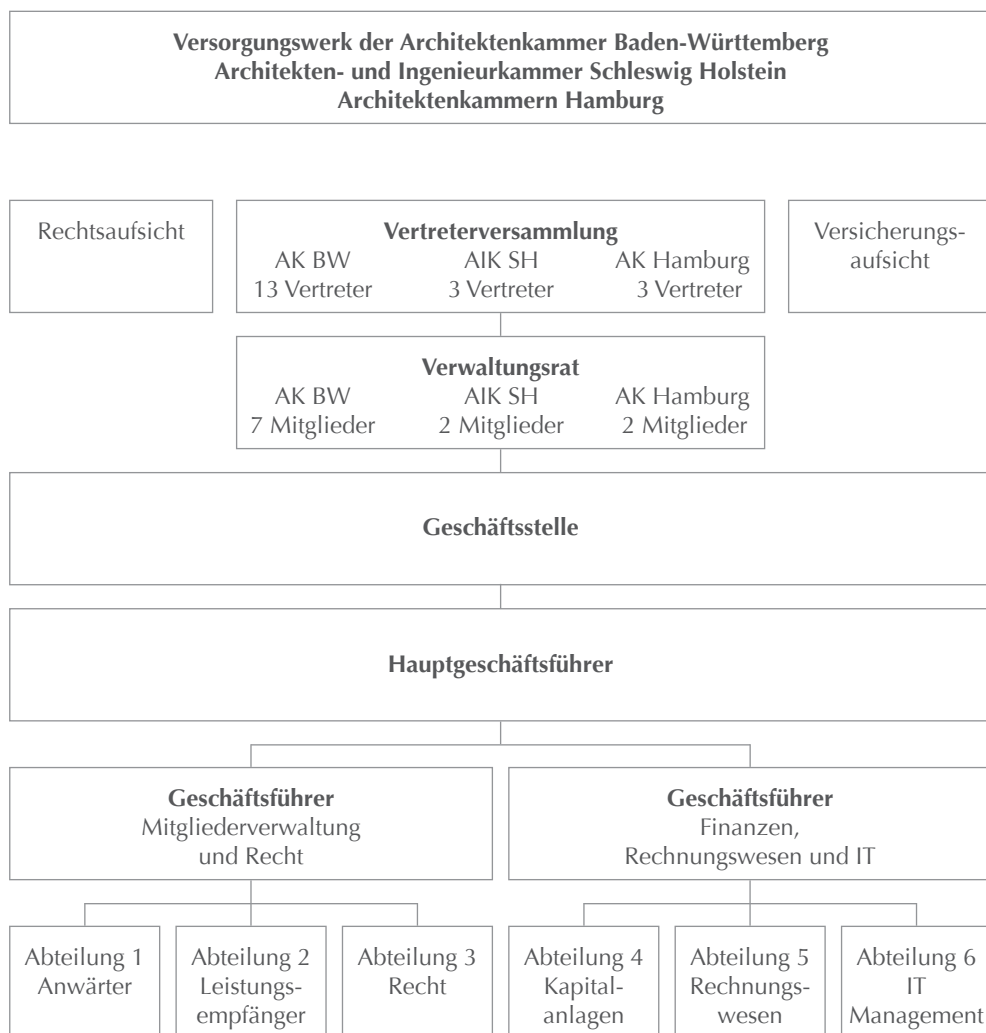 Versorgungswerk der Architektenkammer Baden-Württemberg
Architekten- und Ingenieurkammer Schleswig Holstein
Architektenkammern Hamburg
Rechtsaufsicht
Vertreterversammlung
AK BW AIK SH AK Hamburg
13 Vertreter 3 Vertreter 3 Vertreter
Versicherungs-
aufsicht
Verwaltungsrat
AK BW AIK SH AK Hamburg
7 Mitglieder 2 Mitglieder 2 Mitglieder
Geschäftsstelle
Hauptgeschäftsführer
Geschäftsführer
Mitgliederverwaltung
und Recht
Geschäftsführer
Finanzen,
Rechnungswesen und IT
Abteilung 1
Anwärter
Abteilung 2
Leistungs-
empfänger
Abteilung 3
Recht
Abteilung 4
Kapital-
anlagen
Abteilung 5
Rechnungs-
wesen
Abteilung 6
IT
Management